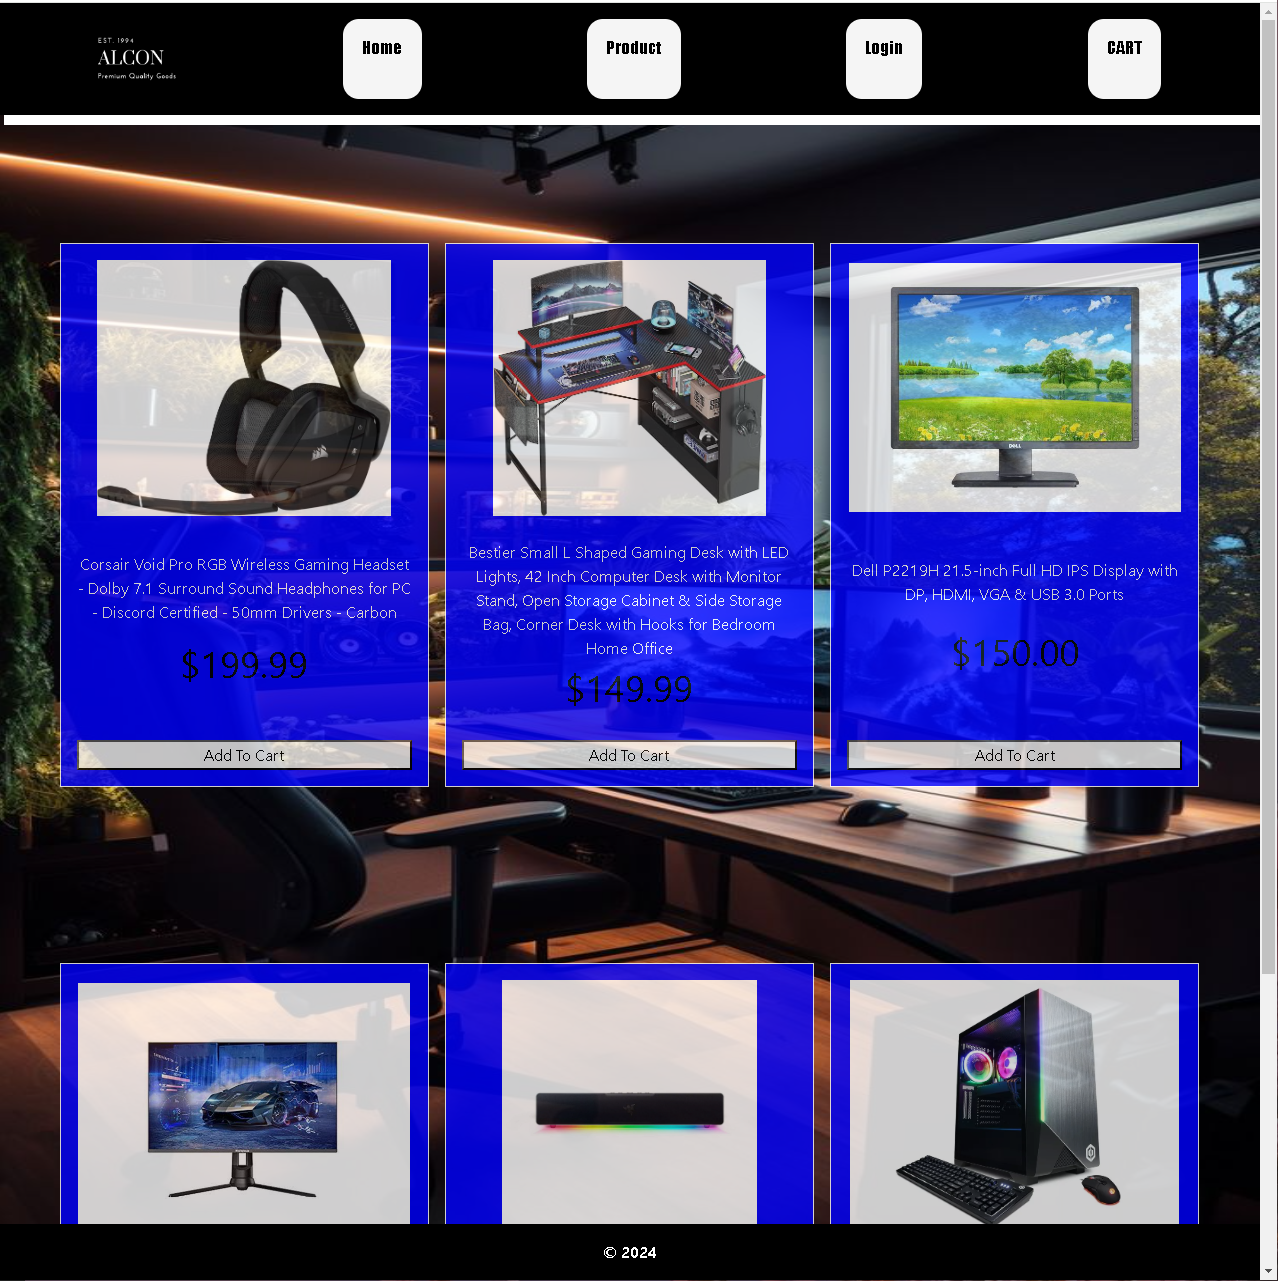 EST. 1994
ALCON
Premium Quality Goods
Home
Product
Login
CART
Corsair Void Pro RGB Wireless Gaming Headset
- Dolby 7.1 Surround Sound Headphones for PC
- Discord Certified - 50mm Drivers - Carbon
$199.99
Add To Cart
Bestier Small L Shaped Gaming Desk with LED
Lights, 42 Inch Computer Desk with Monitor
Stand, Open Storage Cabinet & Side Storage
Bag, Corner Desk with Hooks for Bedroom
Home Office
$149.99
Add To Cart
DELL
Dell P2219H 21.5-inch Full HD IPS Display with
DP, HDMI, VGA & USB 3.0 Ports
$150.00
Add To Cart
© 2024